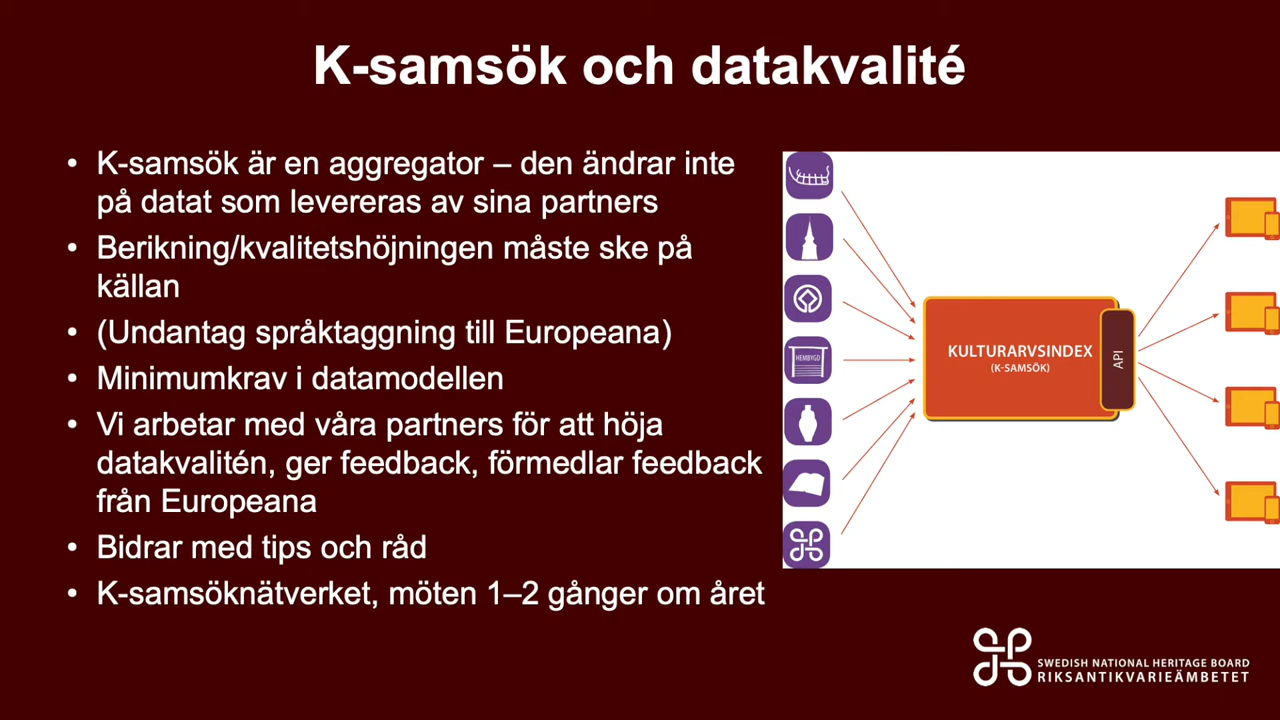 K-samsök och datakvalité
• K-samsök är en aggregator – den ändrar inte
på datat som levereras av sina partners
• Berikning/kvalitetshöjningen måste ske på
källan
• (Undantag språktaggning till Europeana)
• Minimumkrav i datamodellen
• Vi arbetar med våra partners för att höja
datakvalitén, ger feedback, förmedlar feedback
från Europeana
• Bidrar med tips och råd
• K-samsöknätverket, möten 1–2 gånger om året
HEMBYGD
KULTURARVSINDEX
(K-SAMSÖK)
API
SWEDISH NATIONAL HERITAGE BOARD
RIKSANTIKVARIEÄMBETET